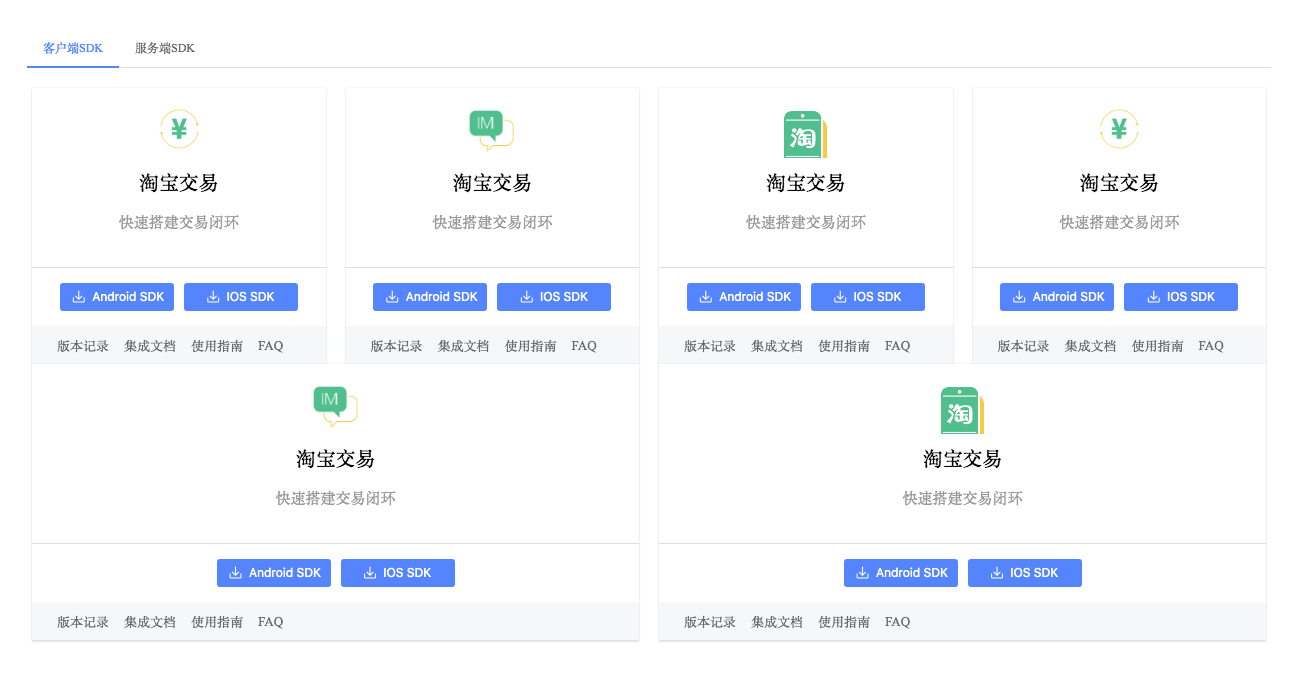 客户端SDK 服务端SDK
¥ IM 淘 ¥
淘宝交易 淘宝交易 淘宝交易 淘宝交易
快速搭建交易闭环 快速搭建交易闭环 快速搭建交易闭环 快速搭建交易闭环
Android SDK IOS SDK Android SDK IOS SDK Android SDK IOS SDK Android SDK IOS SDK
版本记录 集成文档 使用指南 FAQ 版本记录 集成文档 使用指南 FAQ 版本记录 集成文档 使用指南 FAQ 版本记录 集成文档 使用指南 FAQ
IM 淘
淘宝交易 淘宝交易
快速搭建交易闭环 快速搭建交易闭环
Android SDK IOS SDK Android SDK IOS SDK
版本记录 集成文档 使用指南 FAQ 版本记录 集成文档 使用指南 FAQ